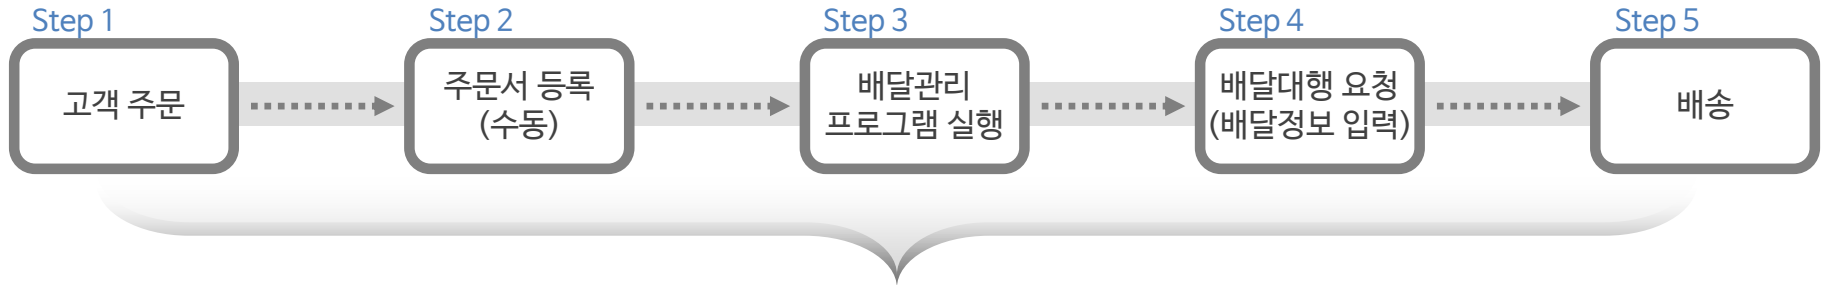 Step 1
고객 주문
Step 2
주문서 등록
(수동)
Step 3
배달관리
프로그램 실행
Step 4
배달대행 요청
(배달정보 입력)
Step 5
배송